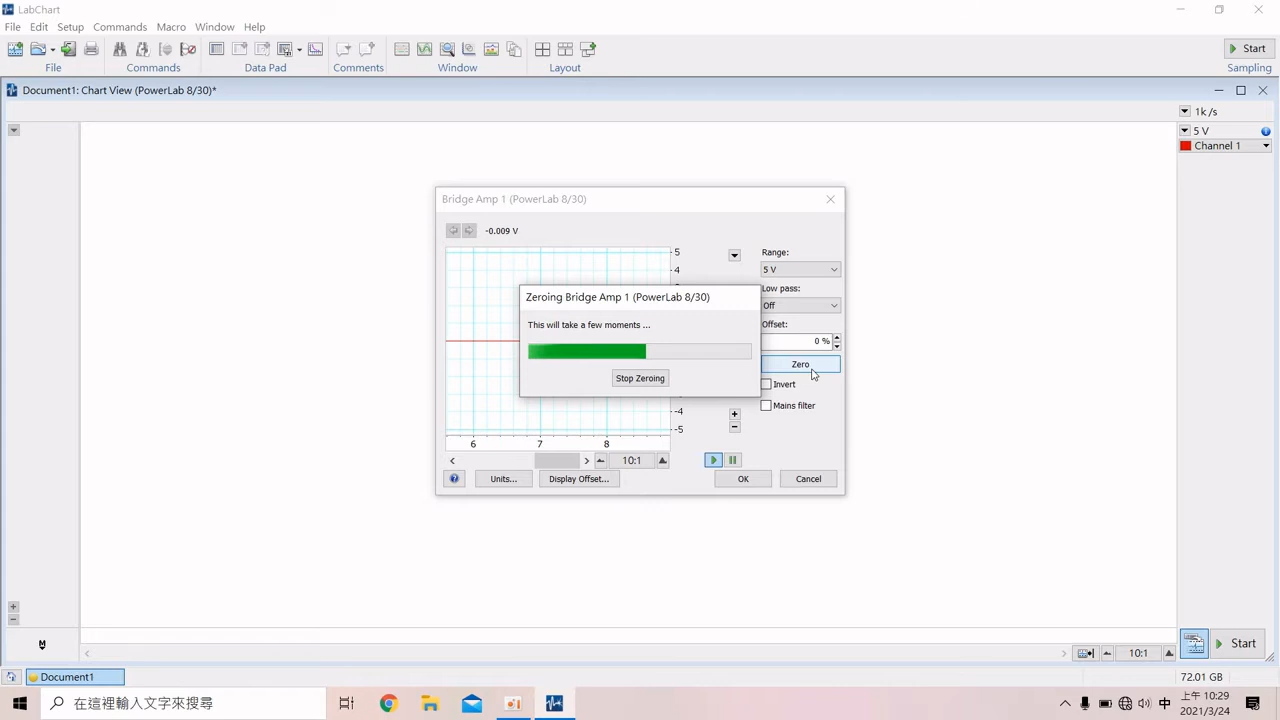 LabChart
File Edit Setup Commands Macro Window Help
Start
File Commands Data Pad Comments Window Layout Sampling
Document1: Chart View (PowerLab 8/30)*
1k /s
5 V
Channel 1
Bridge Amp 1 (PowerLab 8/30)
-0.009 V
5
4
-4
-5
6 7 8
10:1
Range:
5 V
Low pass:
Off
Offset:
0 %
Zero
Invert
Mains filter
Zeroing Bridge Amp 1 (PowerLab 8/30)
This will take a few moments ...
Stop Zeroing
Units... Display Offset... OK Cancel
10:1
Start
Document1
72.01 GB
在這裡輸入文字來搜尋
中
上午 10:29
2021/3/24